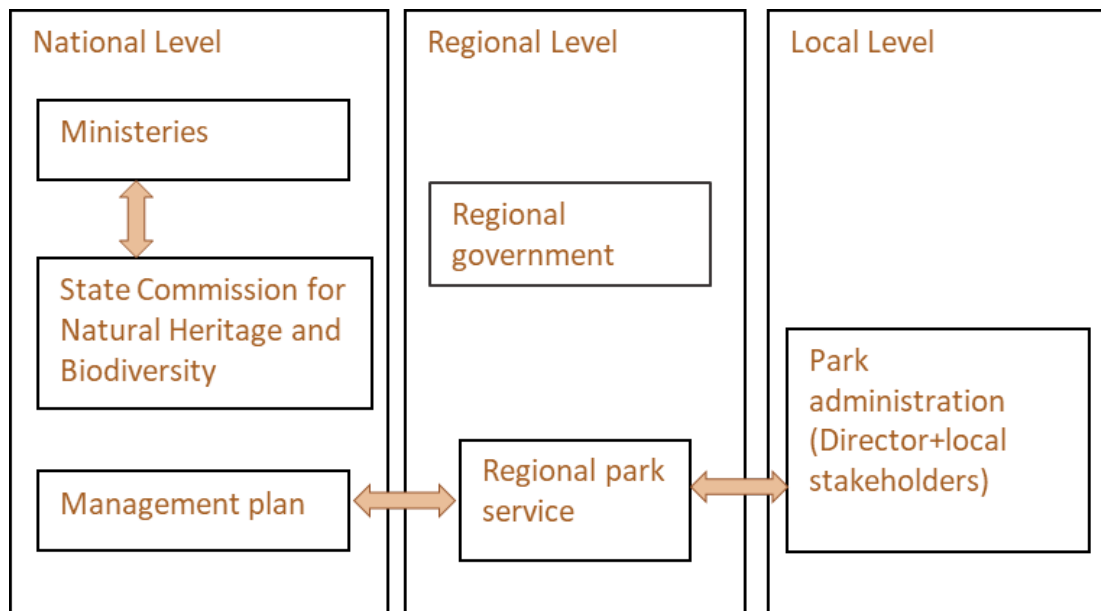 National Level
Ministeries
State Commission for
Natural Heritage and
Biodiversity
Management plan
Regional Level
Regional
government
Regional park
service
Local Level
Park
administration
(Director+local
stakeholders)